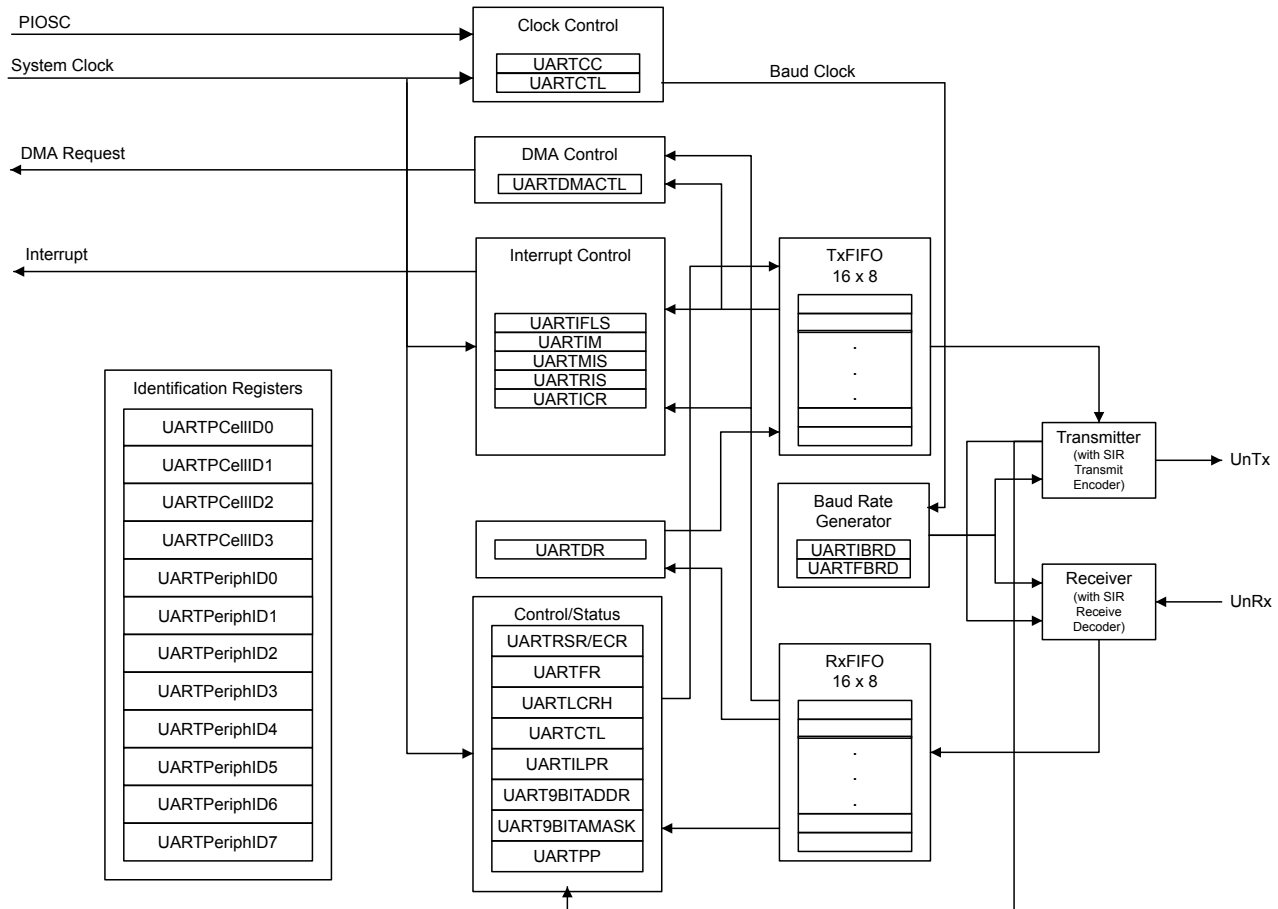 PIOSC
System Clock
DMA Request
Interrupt
Clock Control
UARTCC
UARTCTL
Baud Clock
DMA Control
UARTDMACTL
Interrupt Control
UARTIFLS
UARTIM
UARTMIS
UARTRIS
UARTICR
TxFIFO
16 x 8
.
.
.
Identification Registers
UARTPCellID0
UARTPCellID1
UARTPCellID2
UARTPCellID3
UARTPeriphID0
UARTPeriphID1
UARTPeriphID2
UARTPeriphID3
UARTPeriphID4
UARTPeriphID5
UARTPeriphID6
UARTPeriphID7
UARTDR
Baud Rate
Generator
UARTIBRD
UARTFBRD
Transmitter
(with SIR
Transmit
Encoder)
UnTx
Receiver
(with SIR
Receive
Decoder)
UnRx
Control/Status
UARTRSR/ECR
UARTFR
UARTLCRH
UARTCTL
UARTILPR
UART9BITADDR
UART9BITAMASK
UARTPP
RxFIFO
16 x 8
.
.
.